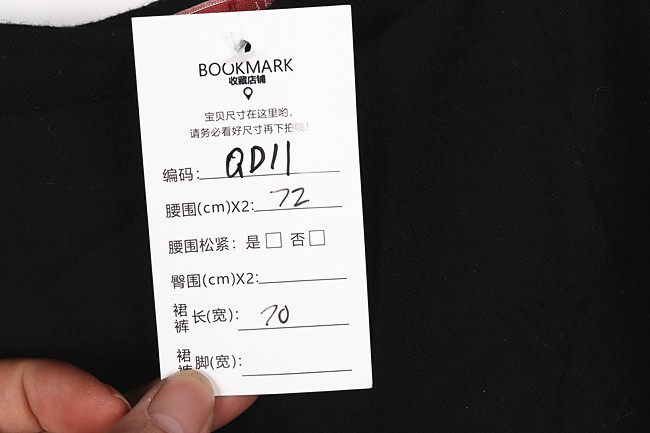 BOOKMARK
收藏店铺
宝贝尺寸在这里哟,
请务必看好尺寸再下拍哦!
编码: QD11
腰围(cm)X2: 72
腰围松紧: 是□ 否□
臀围(cm)X2:
裙裤长(宽): 70
裙裤脚(宽):